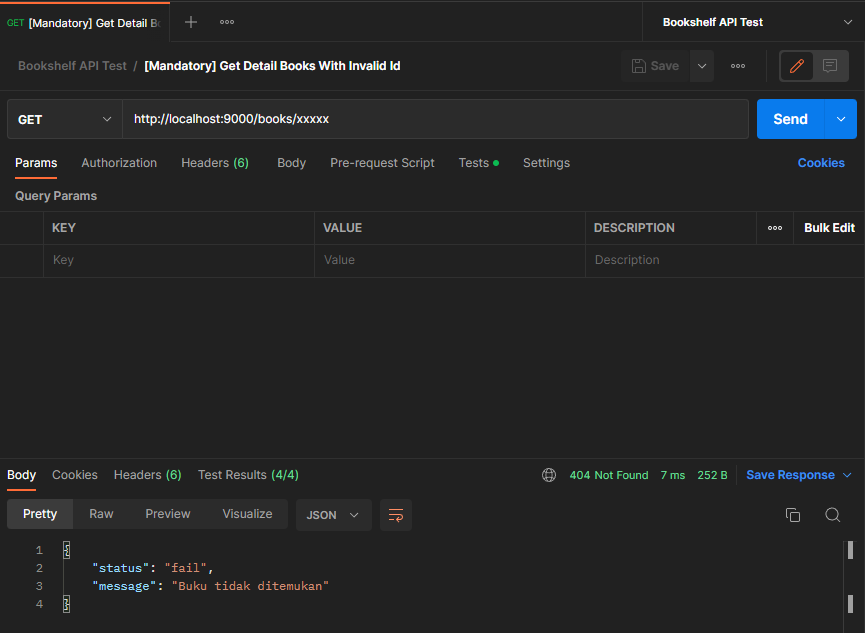 GET [Mandatory] Get Detail Bo
Bookshelf API Test
Bookshelf API Test / [Mandatory] Get Detail Books With Invalid Id
Save
GET http://localhost:9000/books/xxxxx Send
Params Authorization Headers (6) Body Pre-request Script Tests Settings Cookies
Query Params
KEY VALUE DESCRIPTION Bulk Edit
Key Value Description
Body Cookies Headers (6) Test Results (4/4) 404 Not Found 7 ms 252 B Save Response
Pretty Raw Preview Visualize JSON
1 {
2 "status": "fail",
3 "message": "Buku tidak ditemukan"
4 }